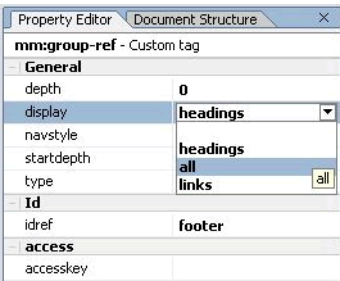 Property Editor Document Structure ×
mm:group-ref - Custom tag
General
depth 0
display headings
navstyle
headings
startdepth
all
all
type
links
Id
idref footer
access
accesskey